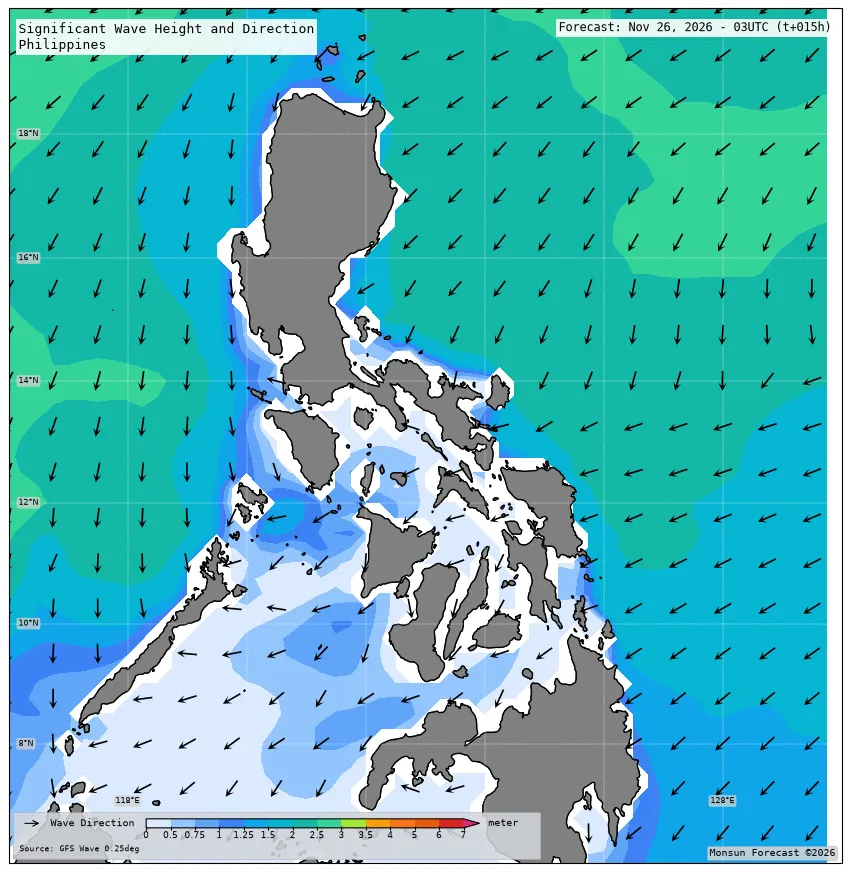 Significant Wave Height and Direction
Philippines
Forecast: Nov 26, 2026 - 03UTC (t+015h)
18°N
16°N
14°N
12°N
10°N
8°N
118°E
128°E
Wave Direction
0 0.5 0.75 1 1.25 1.5 2 2.5 3 3.5 4 5 6 7
meter
Source: GFS Wave 0.25deg
Monsun Forecast ©2026